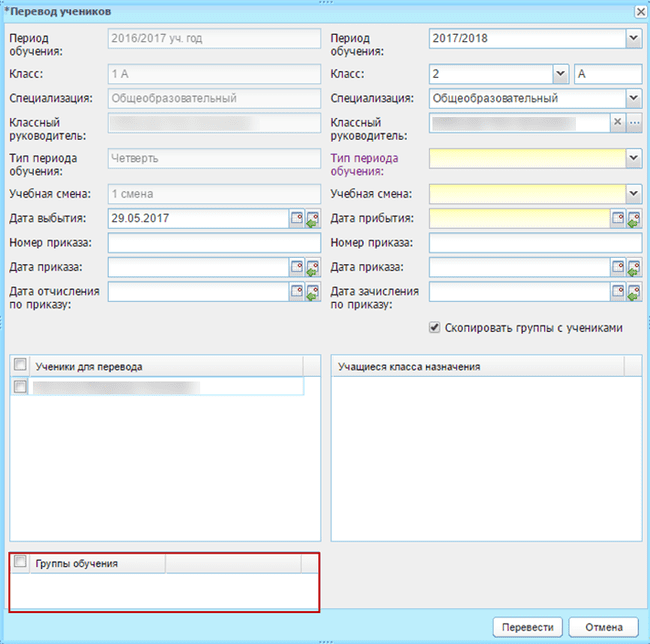 *Перевод учеников
Период обучения: 2016/2017 уч. год
Период обучения: 2017/2018
Класс: 1 А
Класс: 2 А
Специализация: Общеобразовательный
Специализация: Общеобразовательный
Классный руководитель:
Классный руководитель:
Тип периода обучения: Четверть
Тип периода обучения:
Учебная смена: 1 смена
Учебная смена:
Дата выбытия: 29.05.2017
Дата прибытия:
Номер приказа:
Номер приказа:
Дата приказа:
Дата приказа:
Дата отчисления по приказу:
Дата зачисления по приказу:
Скопировать группы с учениками
Ученики для перевода
Учащиеся класса назначения
Группы обучения
Перевести
Отмена